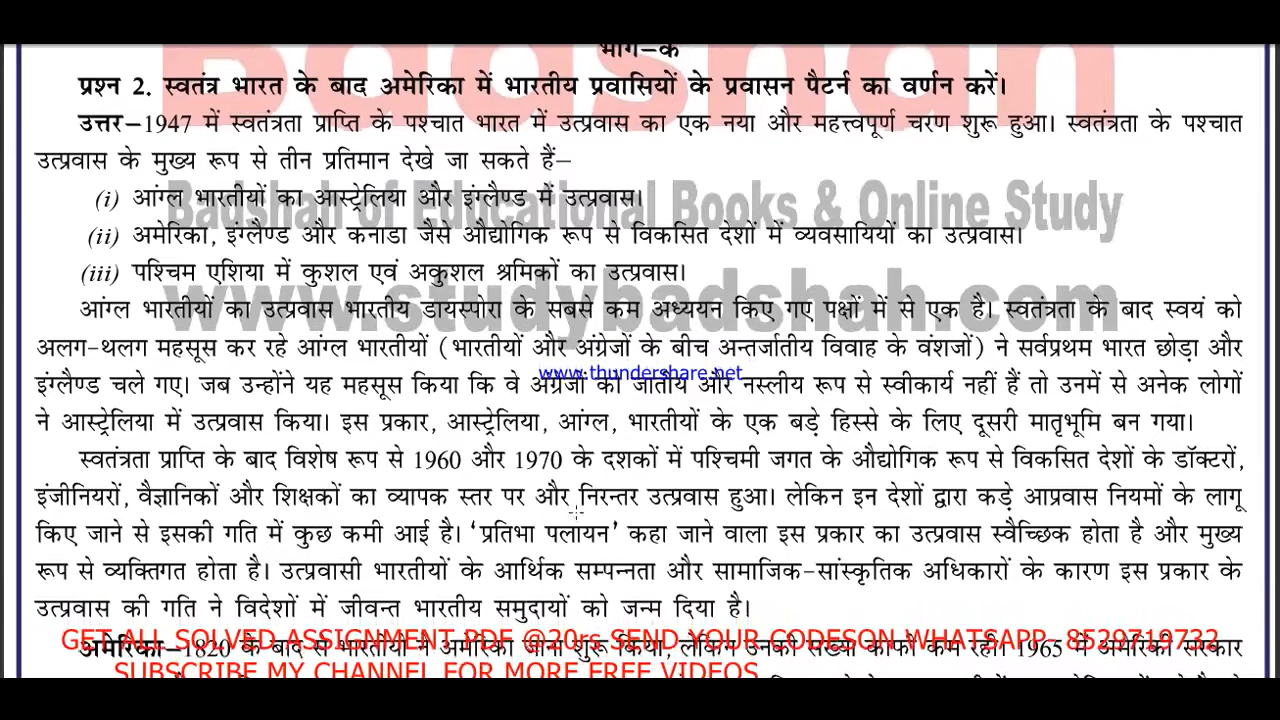 Badshah
भाग-क
प्रश्न 2. स्वतंत्र भारत के बाद अमेरिका में भारतीय प्रवासियों के प्रवासन पैटर्न का वर्णन करें।
उत्तर-1947 में स्वतंत्रता प्राप्ति के पश्चात भारत में उत्प्रवास का एक नया और महत्त्वपूर्ण चरण शुरू हुआ। स्वतंत्रता के पश्चात
उत्प्रवास के मुख्य रूप से तीन प्रतिमान देखे जा सकते हैं-
(i) आंग्ल भारतीयों का आस्ट्रेलिया और इंग्लैण्ड में उत्प्रवास।
Badshah of Educational Books & Online Study
(ii) अमेरिका, इंग्लैण्ड और कनाडा जैसे औद्योगिक रूप से विकसित देशों में व्यवसायियों का उत्प्रवास।
(iii) पश्चिम एशिया में कुशल एवं अकुशल श्रमिकों का उत्प्रवास।
www.studybadshah.com
आंग्ल भारतीयों का उत्प्रवास भारतीय डायस्पोरा के सबसे कम अध्ययन किए गए पक्षों में से एक है। स्वतंत्रता के बाद स्वयं को
अलग-थलग महसूस कर रहे आंग्ल भारतीयों (भारतीयों और अंग्रेजों के बीच अन्तर्जातीय विवाह के वंशजों) ने सर्वप्रथम भारत छोड़ा और
www.thundershare.net
इंग्लैण्ड चले गए। जब उन्होंने यह महसूस किया कि वे अंग्रेजों को जातीय और नस्लीय रूप से स्वीकार्य नहीं हैं तो उनमें से अनेक लोगों
ने आस्ट्रेलिया में उत्प्रवास किया। इस प्रकार, आस्ट्रेलिया, आंग्ल, भारतीयों के एक बड़े हिस्से के लिए दूसरी मातृभूमि बन गया।
स्वतंत्रता प्राप्ति के बाद विशेष रूप से 1960 और 1970 के दशकों में पश्चिमी जगत के औद्योगिक रूप से विकसित देशों के डॉक्टरों,
इंजीनियरों, वैज्ञानिकों और शिक्षकों का व्यापक स्तर पर और निरन्तर उत्प्रवास हुआ। लेकिन इन देशों द्वारा कड़े आप्रवास नियमों के लागू
किए जाने से इसकी गति में कुछ कमी आई है। 'प्रतिभा पलायन' कहा जाने वाला इस प्रकार का उत्प्रवास स्वैच्छिक होता है और मुख्य
रूप से व्यक्तिगत होता है। उत्प्रवासी भारतीयों के आर्थिक सम्पन्नता और सामाजिक-सांस्कृतिक अधिकारों के कारण इस प्रकार के
उत्प्रवास की गति ने विदेशों में जीवन्त भारतीय समुदायों को जन्म दिया है।
GET ALL SOLVED ASSIGNMENT PDF @20rs SEND YOUR CODESON WHATSAPP- 8529719732
अमेरिका-1820 के बाद से भारतीयों ने अमेरिका जाना शुरू किया, लेकिन उनकी संख्या काफी कम रही। 1965 में अमेरिकी सरकार
SUBSCRIBE MY CHANNEL FOR MORE FREE VIDEOS